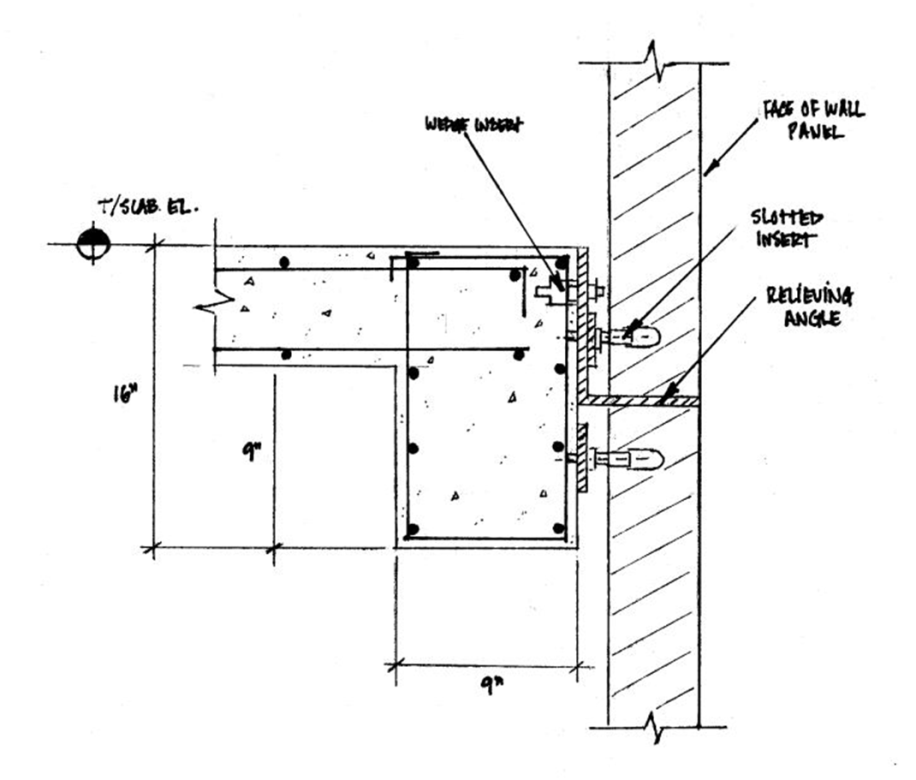 WEDGE INSERT
FACE OF WALL
PANEL
T/SLAB EL.
SLOTTED
INSERT
RELIEVING
ANGLE
16"
9"
9"